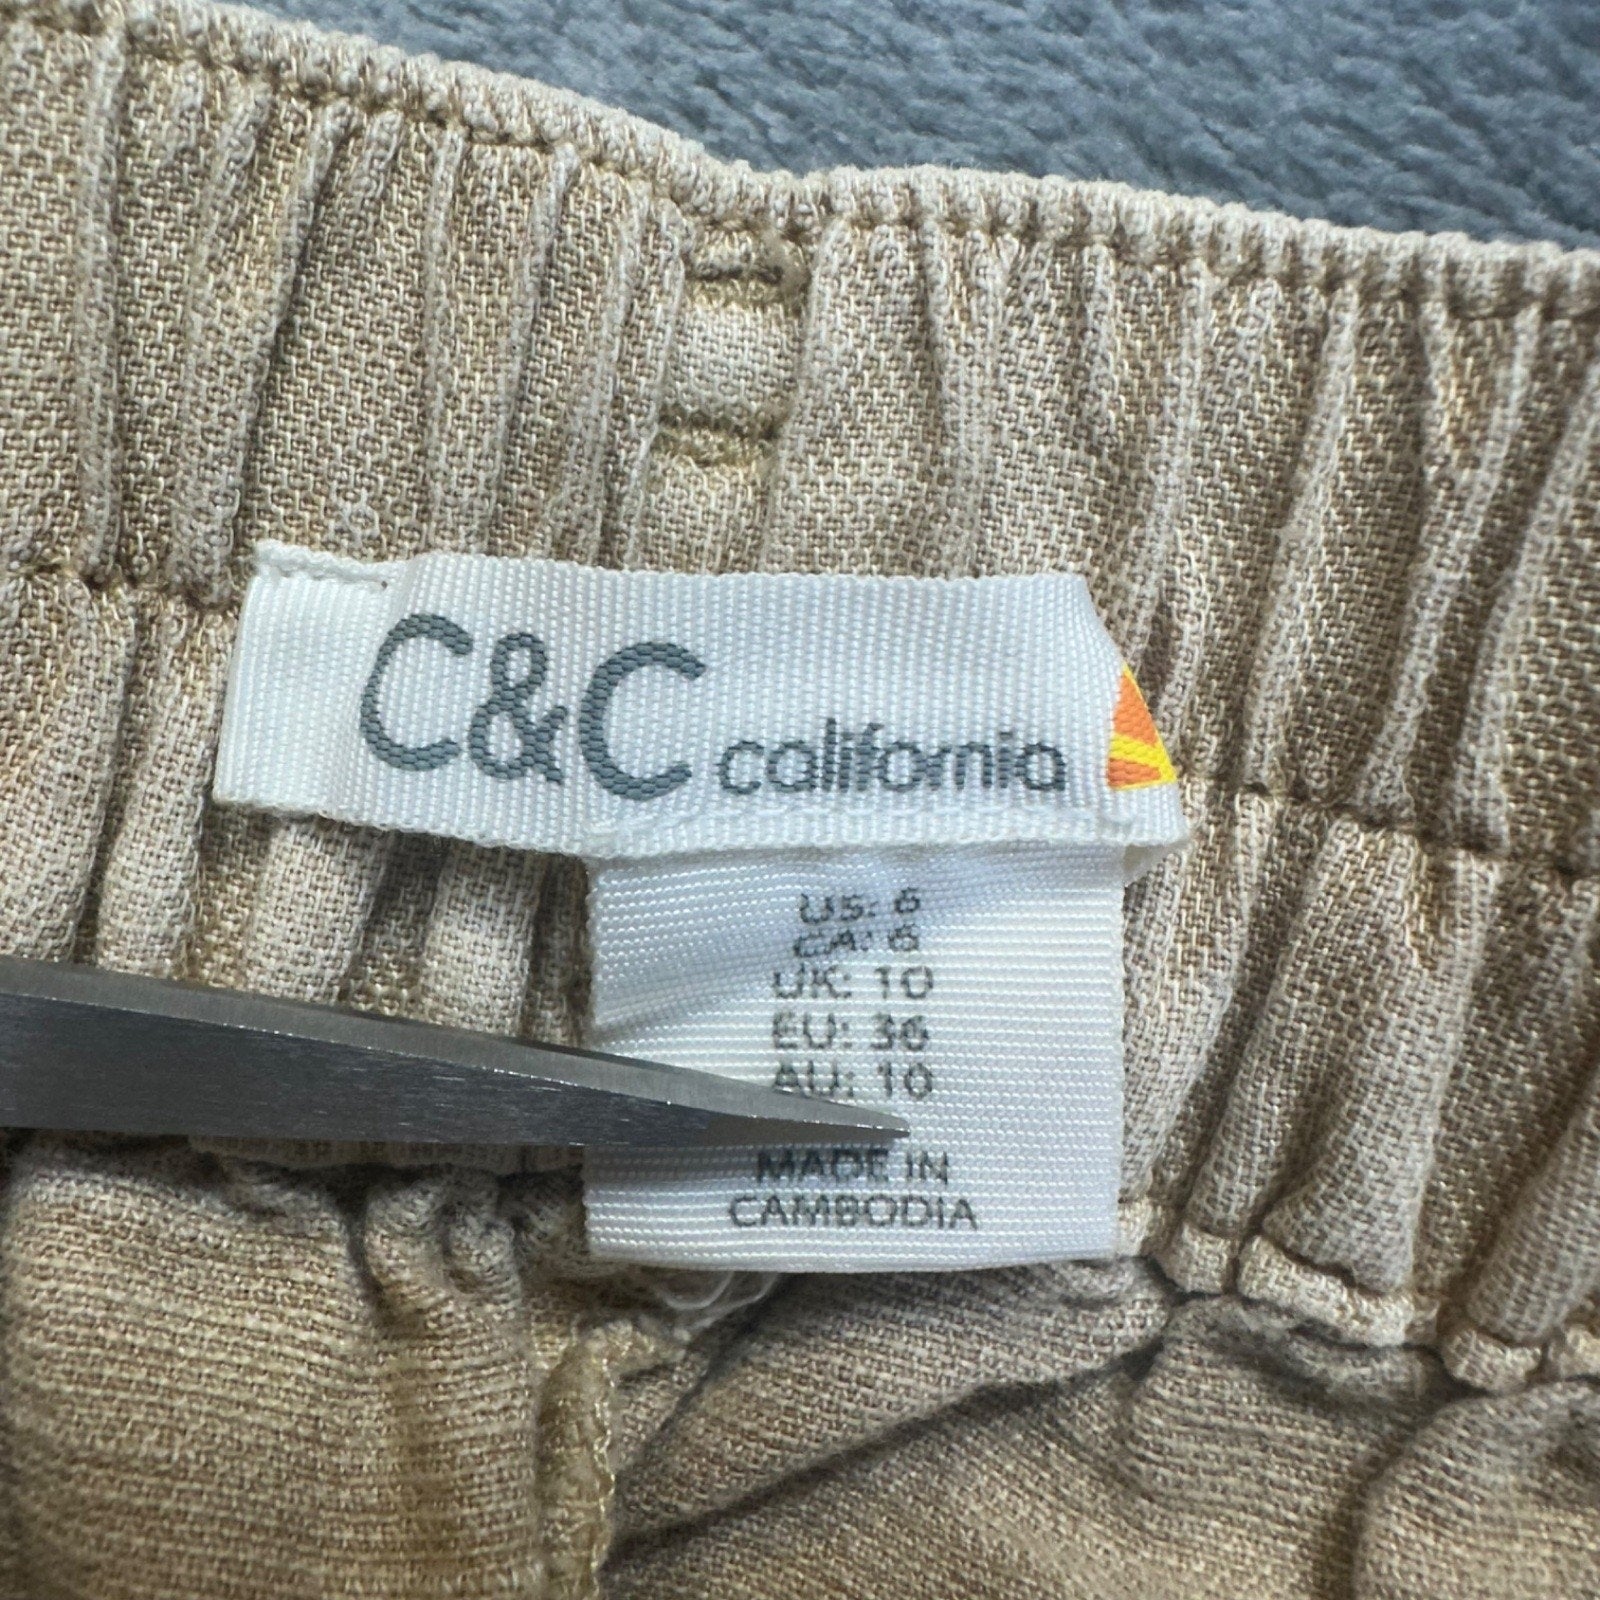 C&C california
US: 6
CA: 6
UK: 10
EU: 36
AU: 10
MADE IN
CAMBODIA